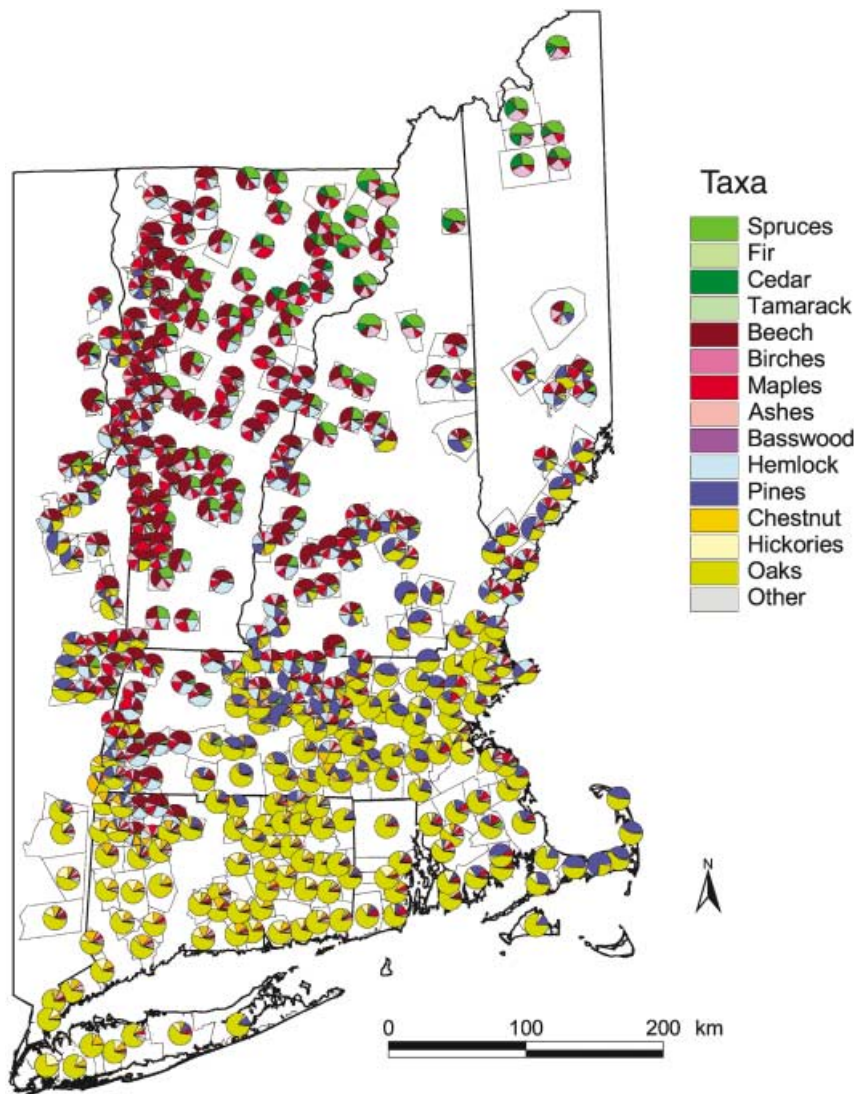 Taxa
Spruces
Fir
Cedar
Tamarack
Beech
Birches
Maples
Ashes
Basswood
Hemlock
Pines
Chestnut
Hickories
Oaks
Other
N
0 100 200 km